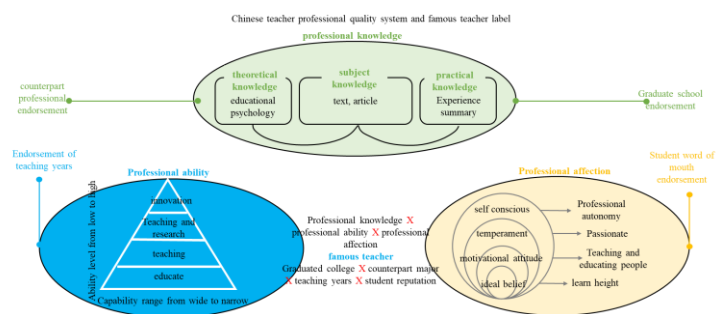 Chinese teacher professional quality system and famous teacher label
professional knowledge
theoretical
knowledge
educational
psychology
subject
knowledge
text, article
practical
knowledge
Experience
summary
counterpart
professional
endorsement
Graduate school
endorsement
Endorsement of
teaching years
Student word of
mouth
endorsement
Professional ability
Ability level from low to high
innovation
Teaching and
research
teaching
educate
Capability range from wide to narrow
Professional knowledge X
professional ability X professional
affection
famous teacher
Graduated college X counterpart major
X teaching years X student reputation
Professional affection
self conscious
temperament
motivational attitude
ideal belief
Professional
autonomy
Passionate
Teaching and
educating people
learn height